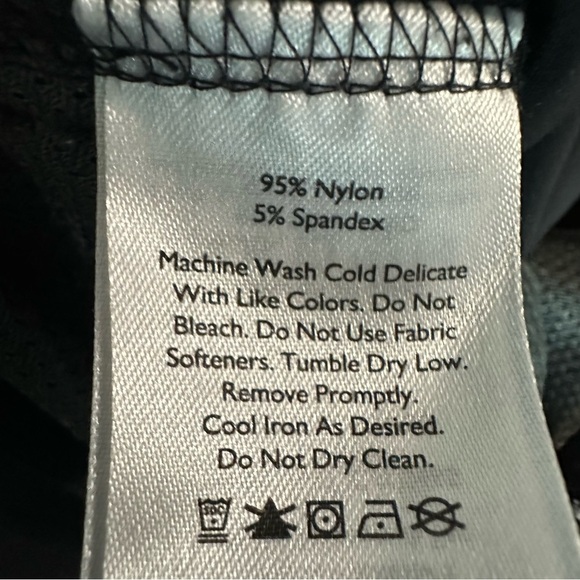 95% Nylon
5% Spandex
Machine Wash Cold Delicate
With Like Colors. Do Not
Bleach. Do Not Use Fabric
Softeners. Tumble Dry Low.
Remove Promptly.
Cool Iron As Desired.
Do Not Dry Clean.